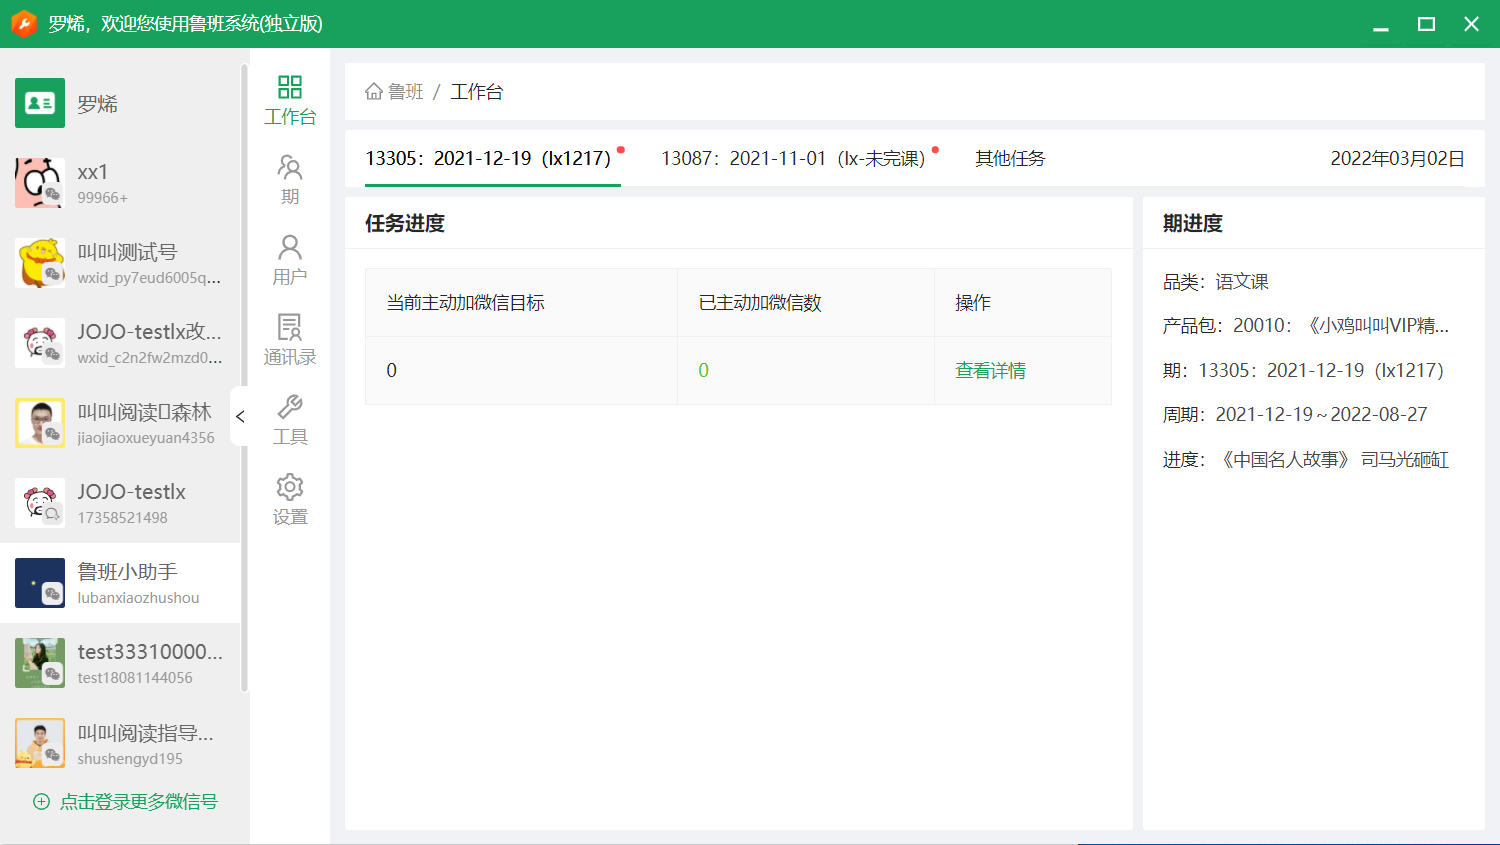 罗烯，欢迎您使用鲁班系统(独立版)
罗烯
xx1
99966+
叫叫测试号
wxid_py7eud6005q...
JOJO-testlx改...
wxid_c2n2fw2mzd0...
叫叫阅读▯森林
jiaojiaoxueyuan4356
JOJO-testlx
17358521498
鲁班小助手
lubanxiaozhushou
test33310000...
test18081144056
叫叫阅读指导...
shushengyd195
点击登录更多微信号
工作台
期
用户
通讯录
工具
设置
鲁班 / 工作台
13305：2021-12-19（lx1217） 13087：2021-11-01（lx-未完课） 其他任务 2022年03月02日
任务进度
当前主动加微信目标 已主动加微信数 操作
0 0 查看详情
期进度
品类：语文课
产品包：20010：《小鸡叫叫VIP精...
期：13305：2021-12-19（lx1217）
周期：2021-12-19～2022-08-27
进度：《中国名人故事》 司马光砸缸